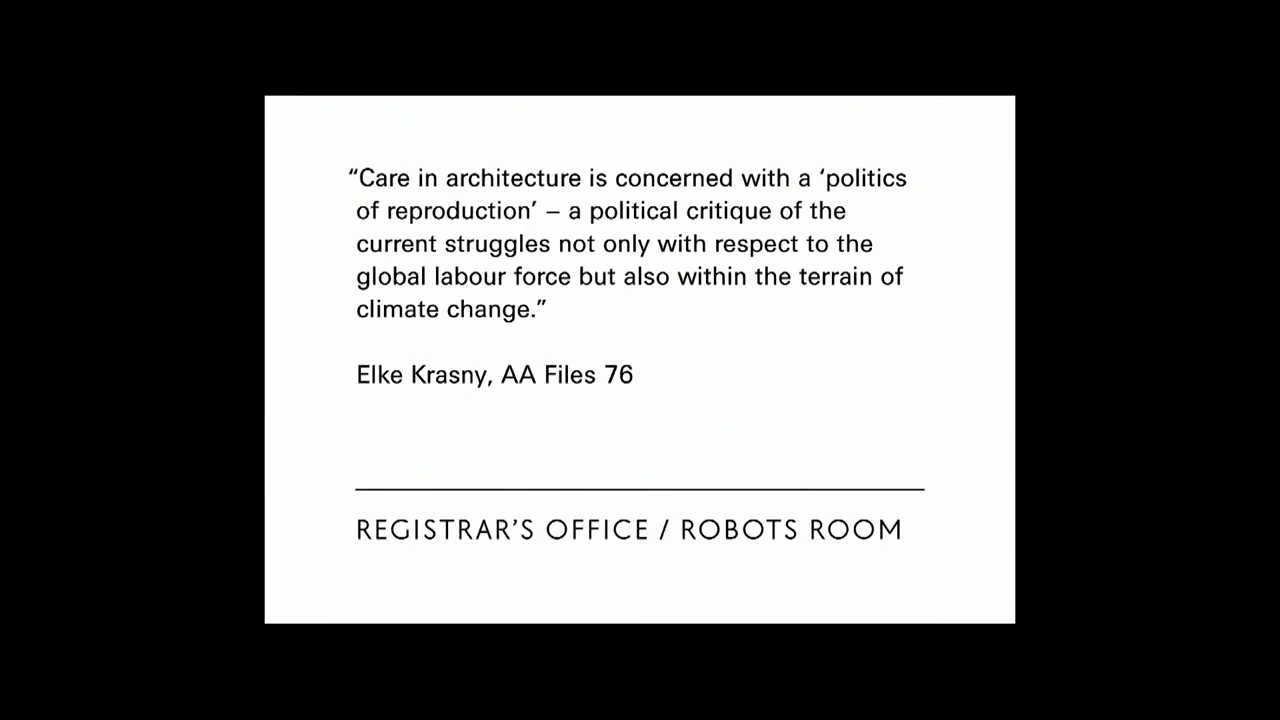 “Care in architecture is concerned with a ‘politics
of reproduction’ – a political critique of the
current struggles not only with respect to the
global labour force but also within the terrain of
climate change.”
Elke Krasny, AA Files 76
REGISTRAR’S OFFICE / ROBOTS ROOM